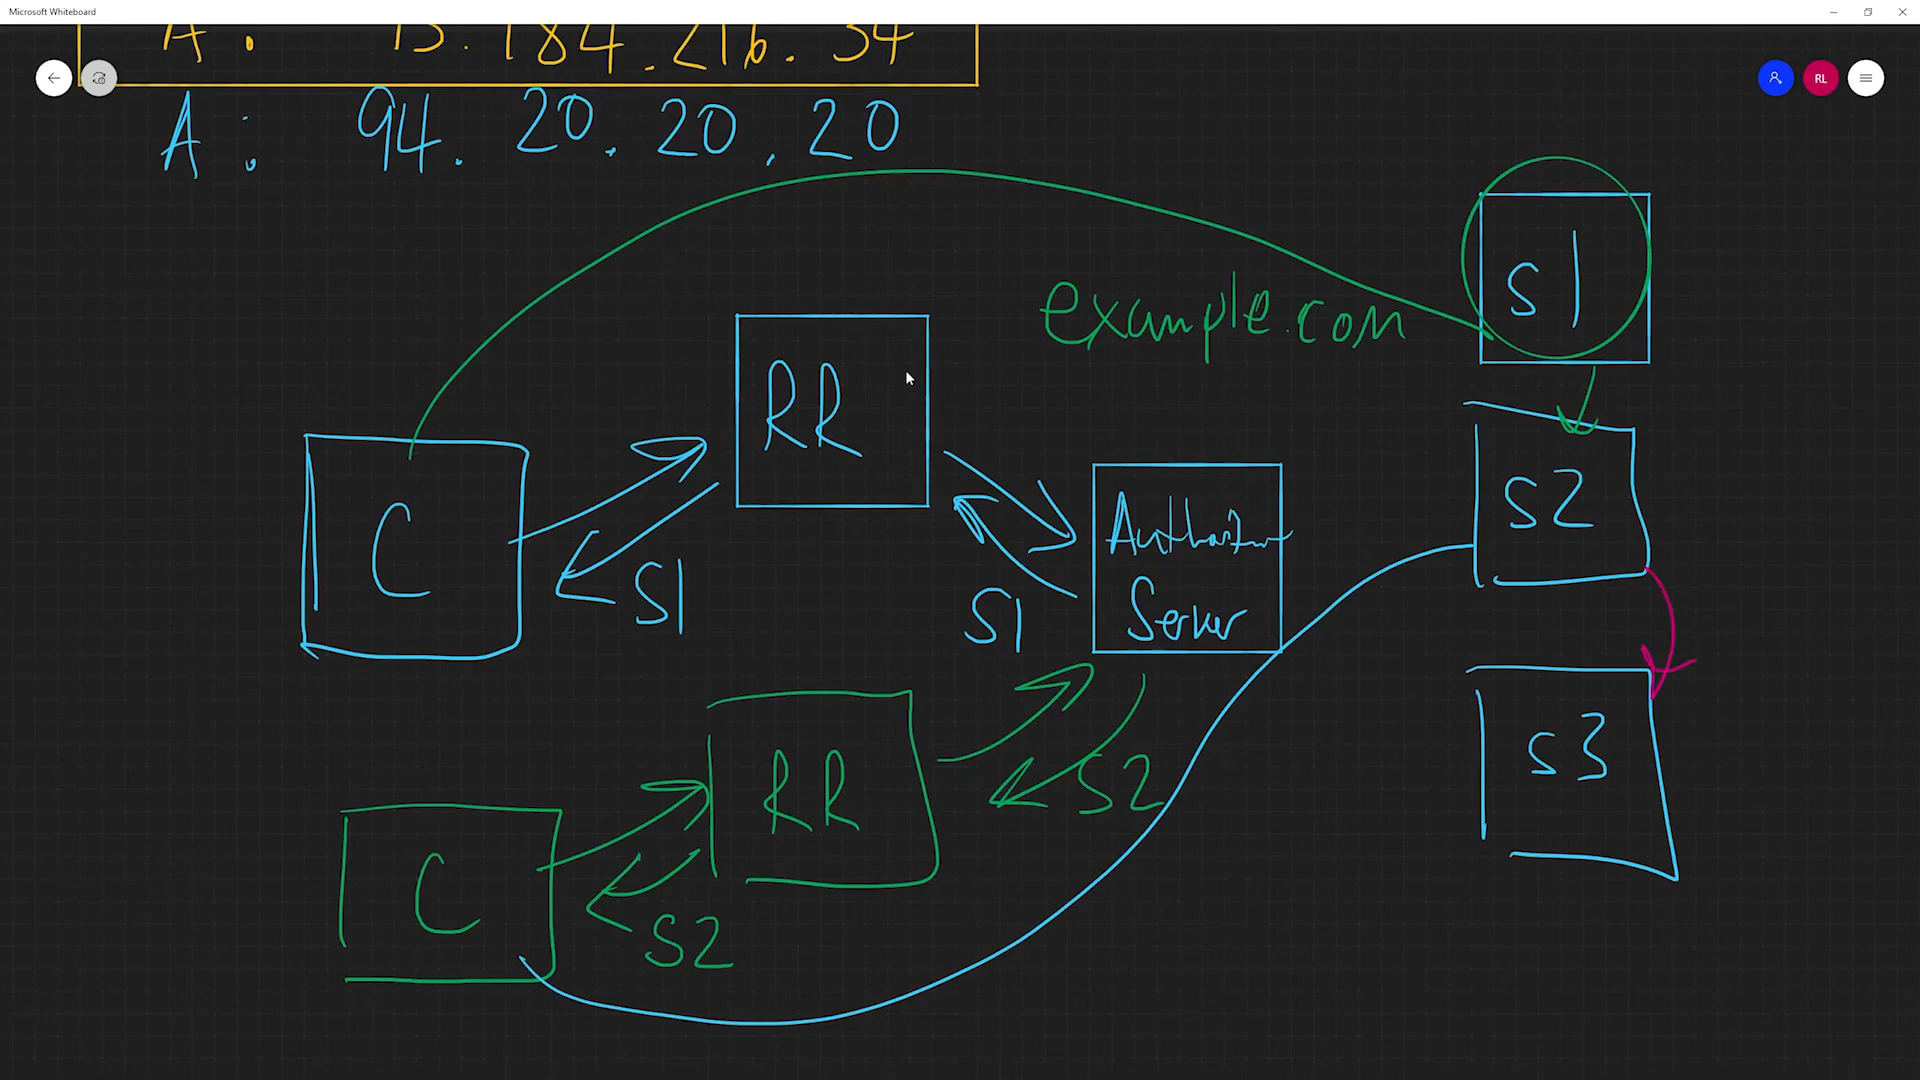 Microsoft Whiteboard
RL
A: 94.20.20.20
S1
example.com
RR
S2
C
S1
S1
Server
S3
RR
S2
C
S2